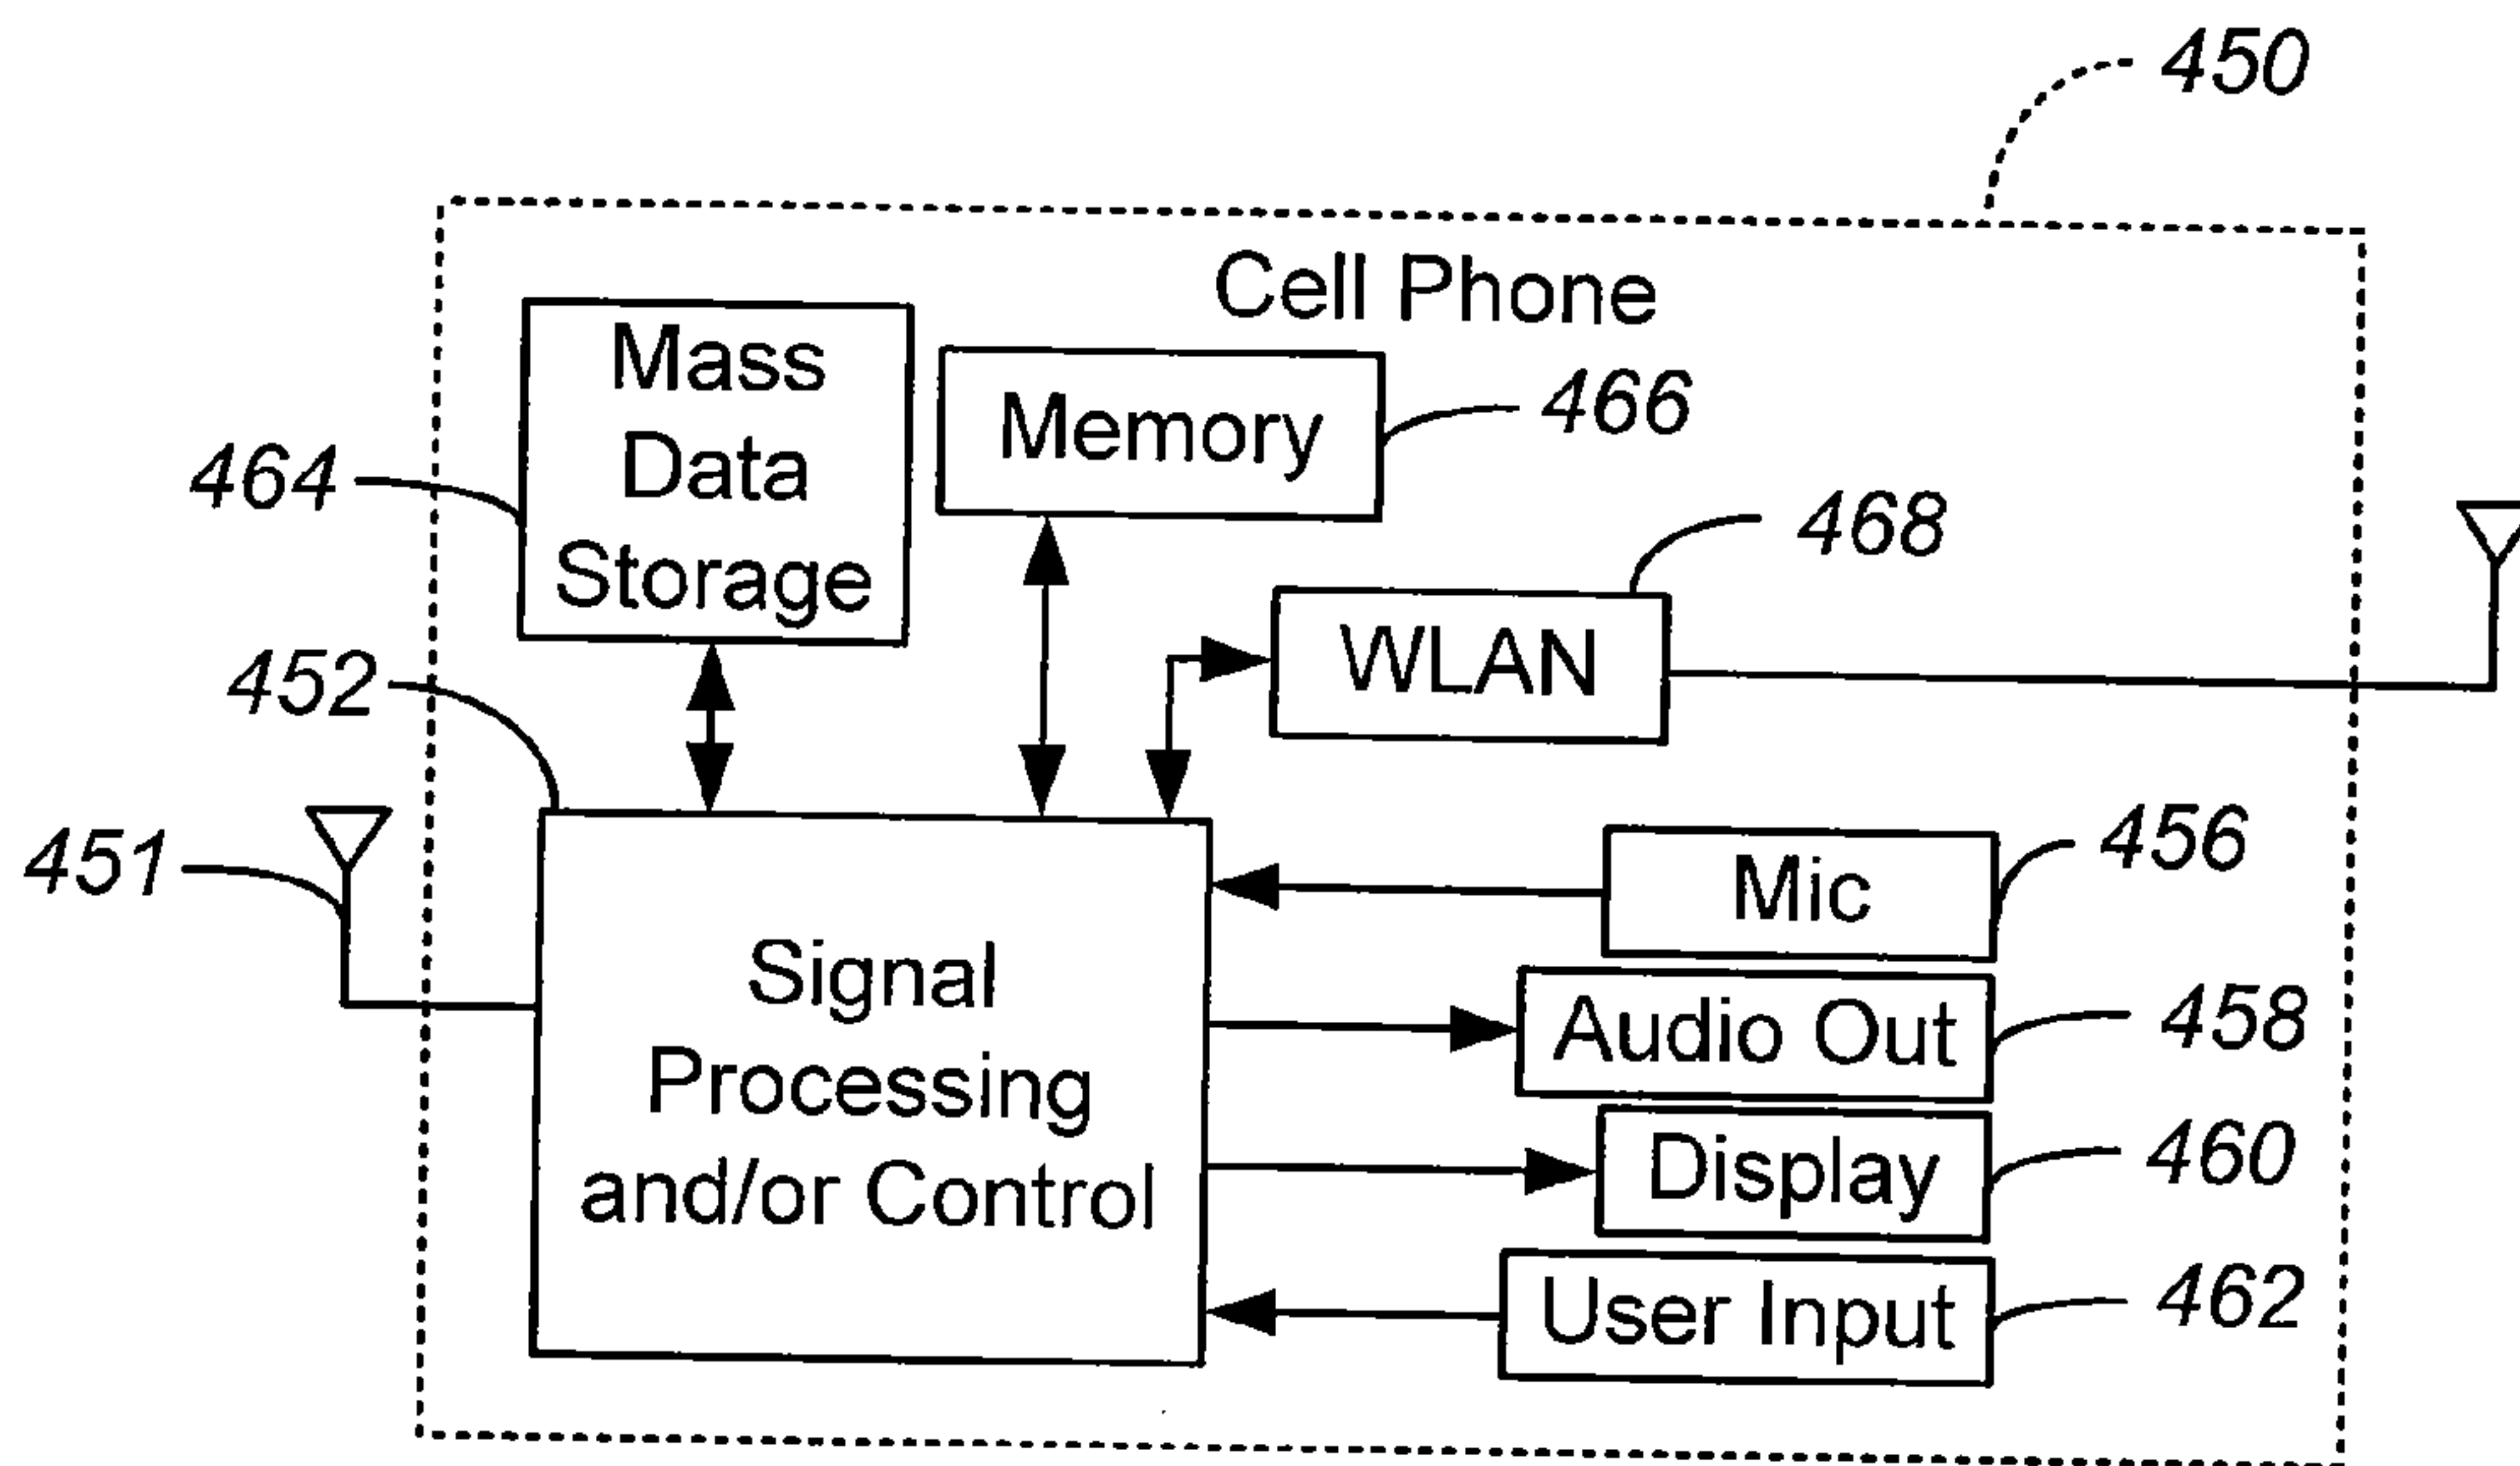 450
Cell Phone
Mass
Data
Storage
Memory
466
464
468
WLAN
452
451
Mic
456
Signal
Processing
and/or Control
Audio Out
458
Display
460
User Input
462